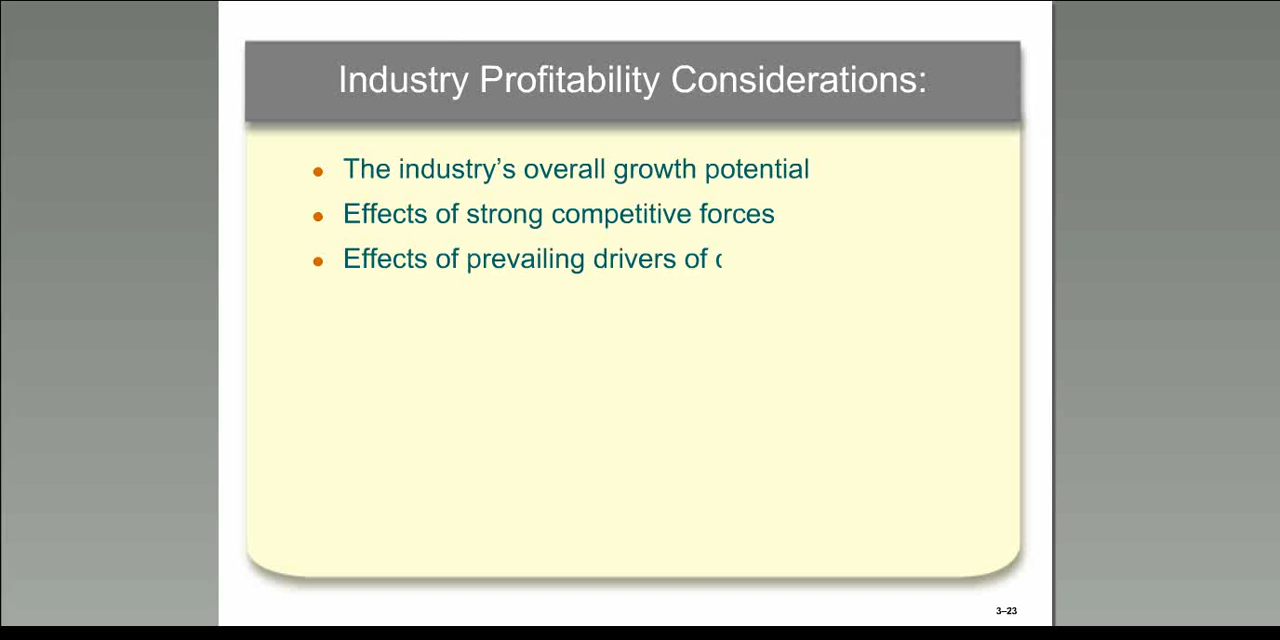 Industry Profitability Considerations:
• The industry’s overall growth potential
• Effects of strong competitive forces
• Effects of prevailing drivers of
3–23